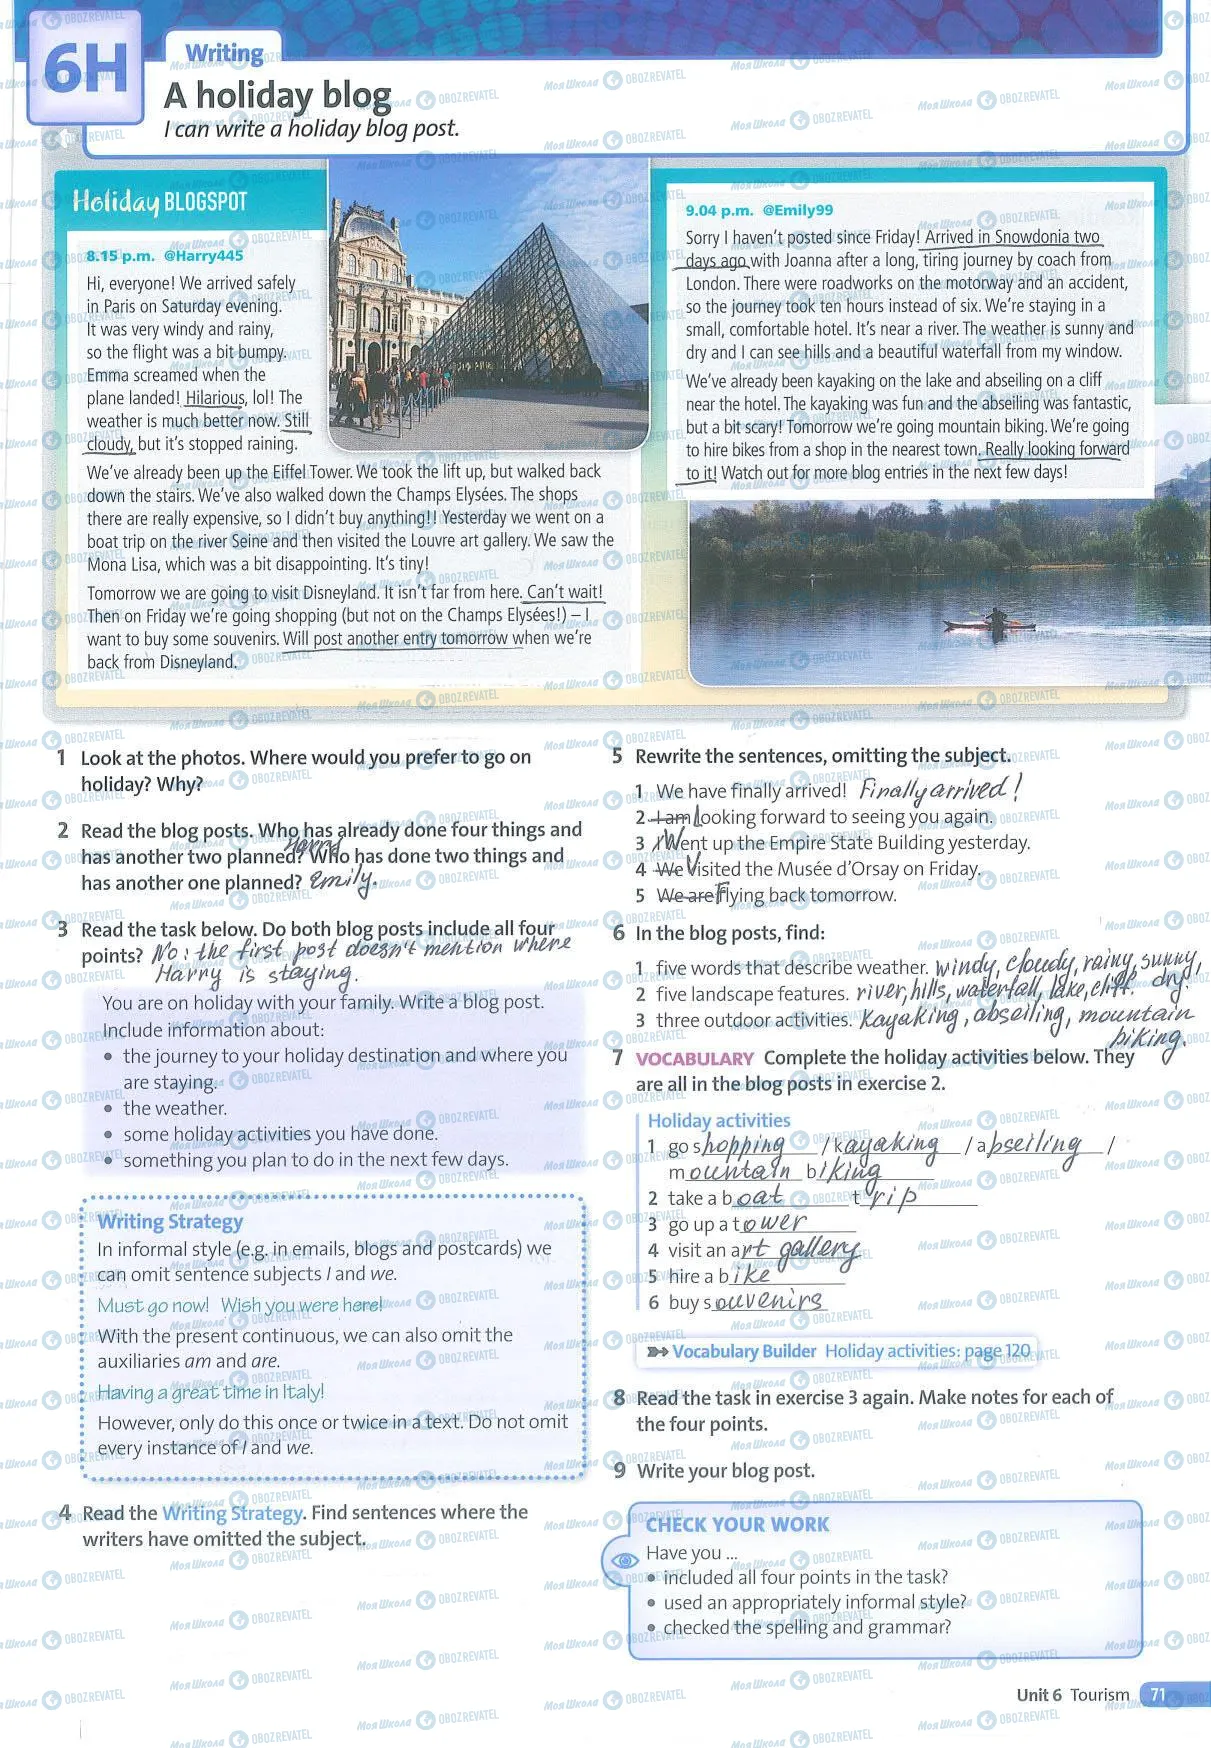 6H
Writing
A holiday blog
I can write a holiday blog post.
Holiday BLOGSPOT
8.15 p.m. @Harry445
Hi, everyone! We arrived safely
in Paris on Saturday evening.
It was very windy and rainy,
so the flight was a bit bumpy.
Emma screamed when the
plane landed! Hilarious, lol! The
weather is much better now. Still
cloudy, but it's stopped raining.
We've already been up the Eiffel Tower. We took the lift up, but walked back
down the stairs. We've also walked down the Champs Elysées. The shops
there are really expensive, so I didn't buy anything!! Yesterday we went on a
boat trip on the river Seine and then visited the Louvre art gallery. We saw the
Mona Lisa, which was a bit disappointing. It's tiny!
Tomorrow we are going to visit Disneyland. It isn't far from here. Can't wait!
Then on Friday we're going shopping (but not on the Champs Elysées!) – I
want to buy some souvenirs. Will post another entry tomorrow when we're
back from Disneyland.
9.04 p.m. @Emily99
Sorry I haven't posted since Friday! Arrived in Snowdonia two
days ago with Joanna after a long, tiring journey by coach from
London. There were roadworks on the motorway and an accident,
so the journey took ten hours instead of six. We're staying in a
small, comfortable hotel. It's near a river. The weather is sunny and
dry and I can see hills and a beautiful waterfall from my window.
We've already been kayaking on the lake and abseiling on a cliff
near the hotel. The kayaking was fun and the abseiling was fantastic,
but a bit scary! Tomorrow we're going mountain biking. We're going
to hire bikes from a shop in the nearest town. Really looking forward
to it! Watch out for more blog entries in the next few days!
1 Look at the photos. Where would you prefer to go on
holiday? Why?
2 Read the blog posts. Who has already done four things and
has another two planned? Who has done two things and
Harry
has another one planned? Emily.
3 Read the task below. Do both blog posts include all four
points? No: the first post doesn't mention where
Harry is staying.
You are on holiday with your family. Write a blog post.
Include information about:
• the journey to your holiday destination and where you
are staying.
• the weather.
• some holiday activities you have done.
• something you plan to do in the next few days.
Writing Strategy
In informal style (e.g. in emails, blogs and postcards) we
can omit sentence subjects I and we.
Must go now! Wish you were here!
With the present continuous, we can also omit the
auxiliaries am and are.
Having a great time in Italy!
However, only do this once or twice in a text. Do not omit
every instance of I and we.
4 Read the Writing Strategy. Find sentences where the
writers have omitted the subject.
5 Rewrite the sentences, omitting the subject.
1 We have finally arrived! Finally arrived!
2 I am Looking forward to seeing you again.
3 I Went up the Empire State Building yesterday.
4 We Visited the Musée d'Orsay on Friday.
5 We are Flying back tomorrow.
6 In the blog posts, find:
1 five words that describe weather. windy, cloudy, rainy, sunny,
dry.
2 five landscape features. river, hills, waterfall, lake, cliff.
3 three outdoor activities. Kayaking, abseiling, mountain
biking.
7 VOCABULARY Complete the holiday activities below. They
are all in the blog posts in exercise 2.
Holiday activities
1 go shopping / kayaking / abseiling /
mountain biking
2 take a boat trip
3 go up a tower
4 visit an art gallery
5 hire a bike
6 buy souvenirs
Vocabulary Builder Holiday activities: page 120
8 Read the task in exercise 3 again. Make notes for each of
the four points.
9 Write your blog post.
CHECK YOUR WORK
Have you ...
• included all four points in the task?
• used an appropriately informal style?
• checked the spelling and grammar?
Unit 6 Tourism 71
Моя Школа OBOZREVATEL